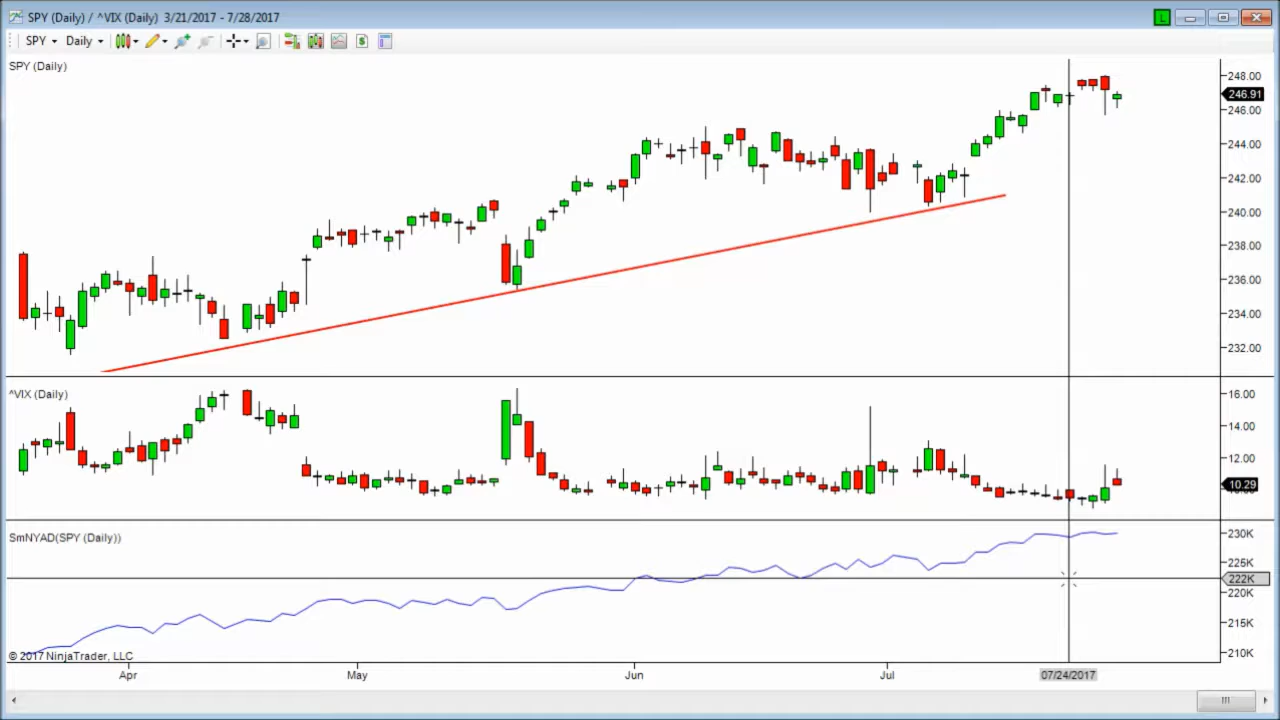 SPY (Daily) / ^VIX (Daily) 3/21/2017 - 7/28/2017
L
SPY Daily
SPY (Daily)
248.00
246.91
246.00
244.00
242.00
240.00
238.00
236.00
234.00
232.00
^VIX (Daily)
16.00
14.00
12.00
10.29
SmNYAD(SPY (Daily))
230K
225K
222K
220K
215K
210K
© 2017 NinjaTrader, LLC
Apr May Jun Jul 07/24/2017